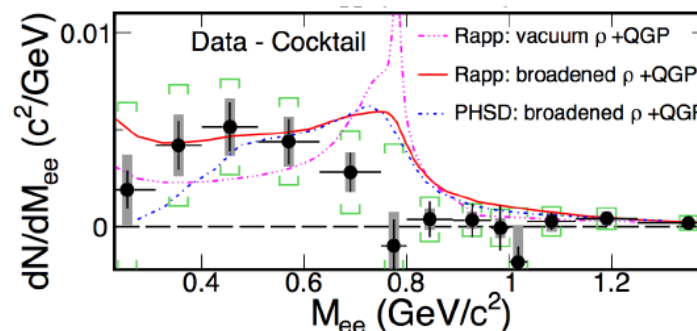 0.01
Data - Cocktail
Rapp: vacuum ρ +QGP
Rapp: broadened ρ +QGP
PHSD: broadened ρ +QGP
dN/dMee (c²/GeV)
0
0.4 0.6 0.8 1 1.2
Mee (GeV/c²)